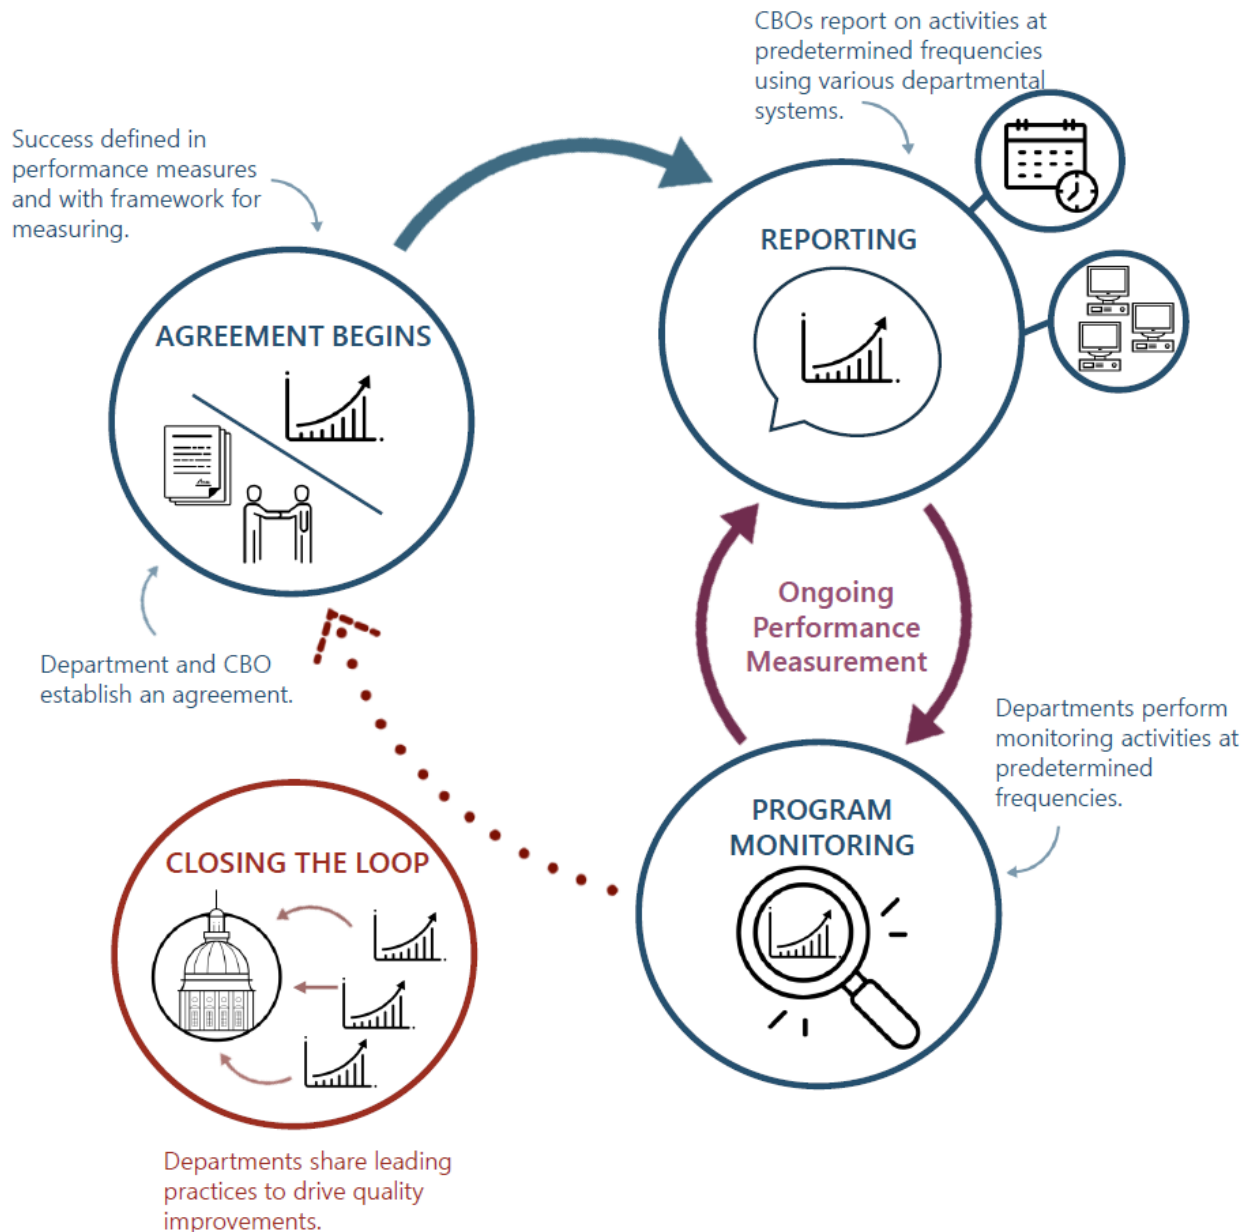 CBOs report on activities at
predetermined frequencies
using various departmental
systems.
Success defined in
performance measures
and with framework for
measuring.
REPORTING
AGREEMENT BEGINS
Ongoing
Performance
Measurement
Department and CBO
establish an agreement.
Departments perform
monitoring activities at
predetermined
frequencies.
PROGRAM
MONITORING
CLOSING THE LOOP
Departments share leading
practices to drive quality
improvements.